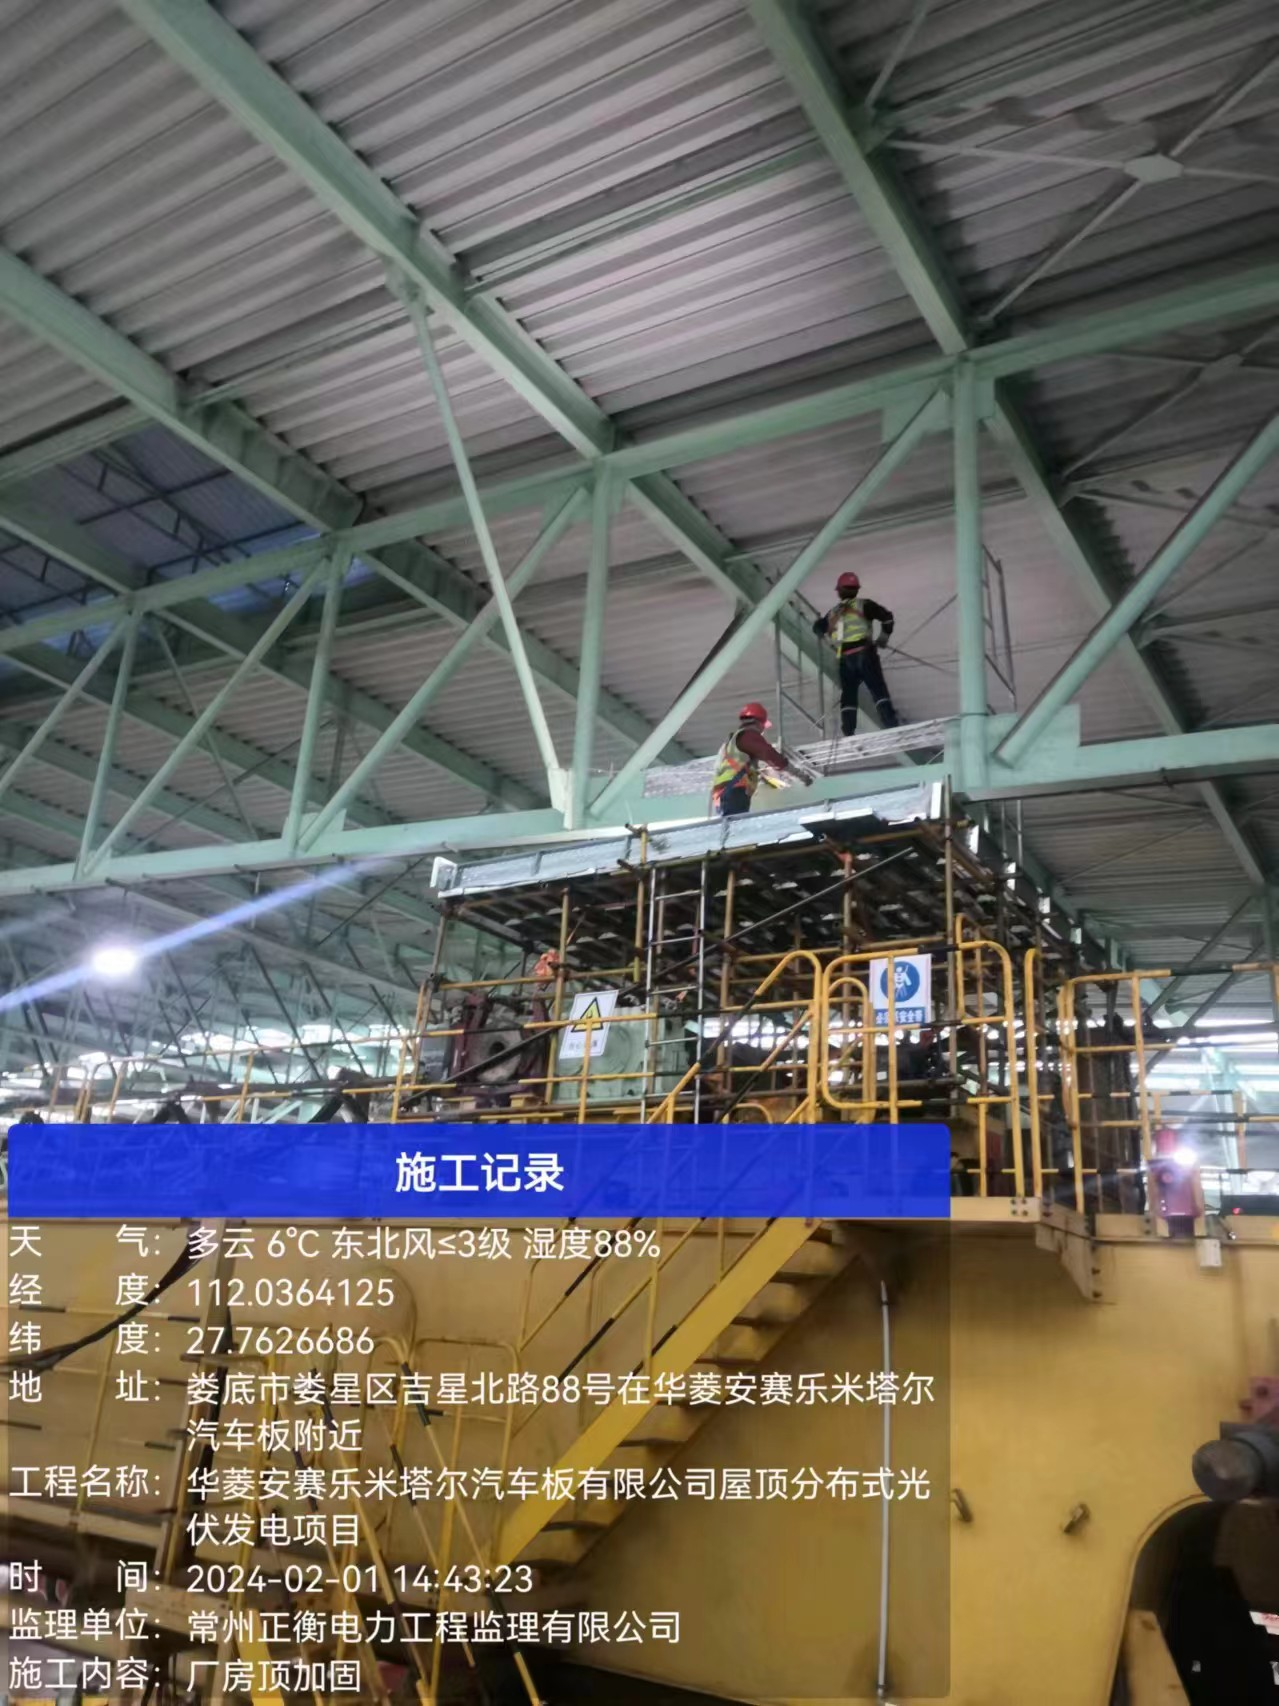 必须系安全带
施工记录
天 气：多云 6℃ 东北风≤3级 湿度88%
经 度：112.0364125
纬 度：27.7626686
地 址：娄底市娄星区吉星北路88号在华菱安赛乐米塔尔
汽车板附近
工程名称：华菱安赛乐米塔尔汽车板有限公司屋顶分布式光
伏发电项目
时 间：2024-02-01 14:43:23
监理单位：常州正衡电力工程监理有限公司
施工内容：厂房顶加固